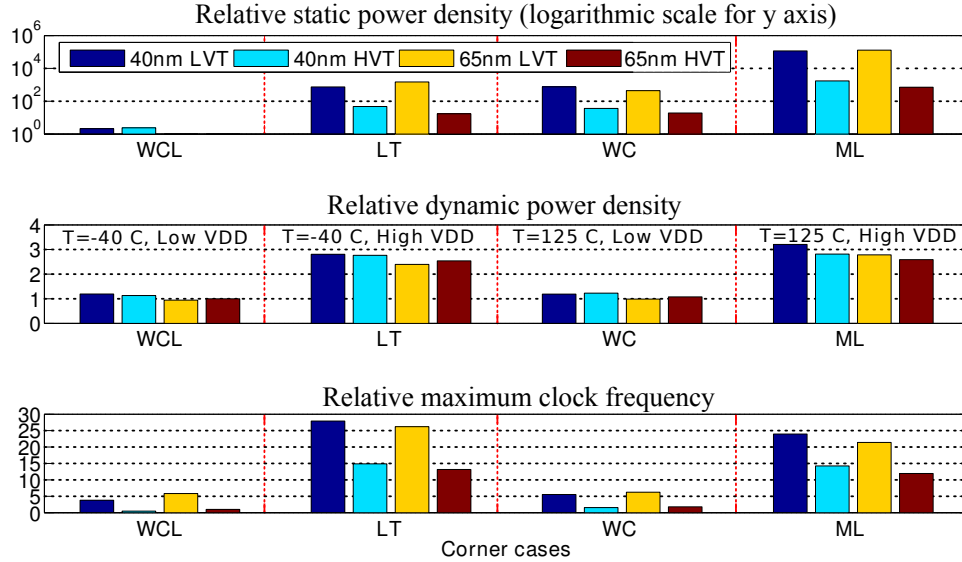 Relative static power density (logarithmic scale for y axis)
10^6
10^4
10^2
10^0
40nm LVT 40nm HVT 65nm LVT 65nm HVT
WCL LT WC ML
Relative dynamic power density
4
3
2
1
0
T=-40 C, Low VDD T=-40 C, High VDD T=125 C, Low VDD T=125 C, High VDD
WCL LT WC ML
Relative maximum clock frequency
30
25
20
15
10
5
0
WCL LT WC ML
Corner cases